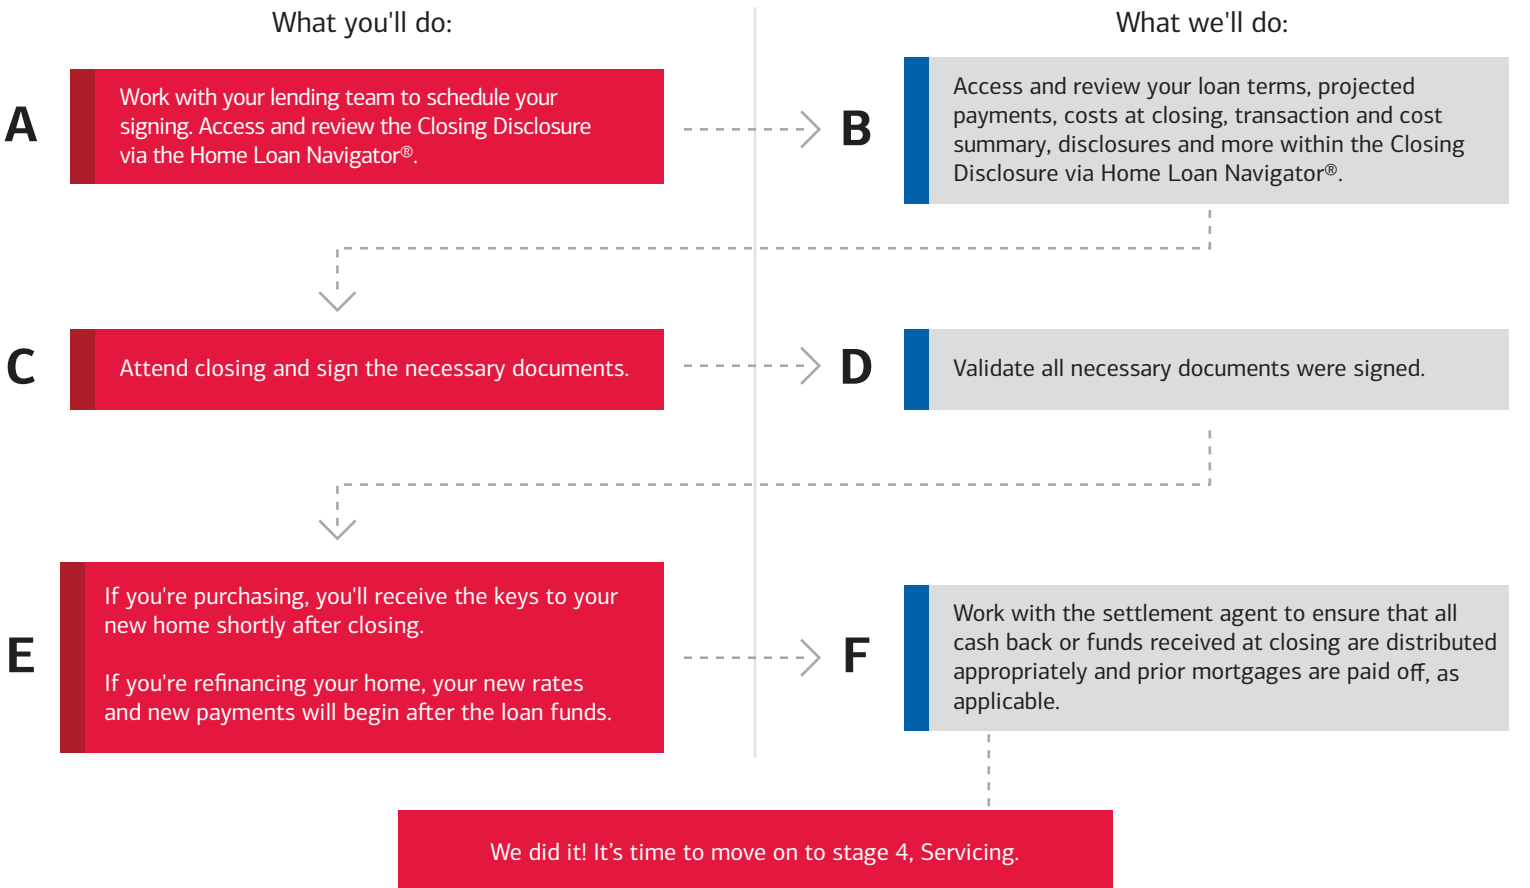 What you'll do:
What we'll do:
A
Work with your lending team to schedule your
signing. Access and review the Closing Disclosure
via the Home Loan Navigator®.
B
Access and review your loan terms, projected
payments, costs at closing, transaction and cost
summary, disclosures and more within the Closing
Disclosure via Home Loan Navigator®.
C
Attend closing and sign the necessary documents.
D
Validate all necessary documents were signed.
E
If you're purchasing, you'll receive the keys to your
new home shortly after closing.
If you're refinancing your home, your new rates
and new payments will begin after the loan funds.
F
Work with the settlement agent to ensure that all
cash back or funds received at closing are distributed
appropriately and prior mortgages are paid off, as
applicable.
We did it! It’s time to move on to stage 4, Servicing.